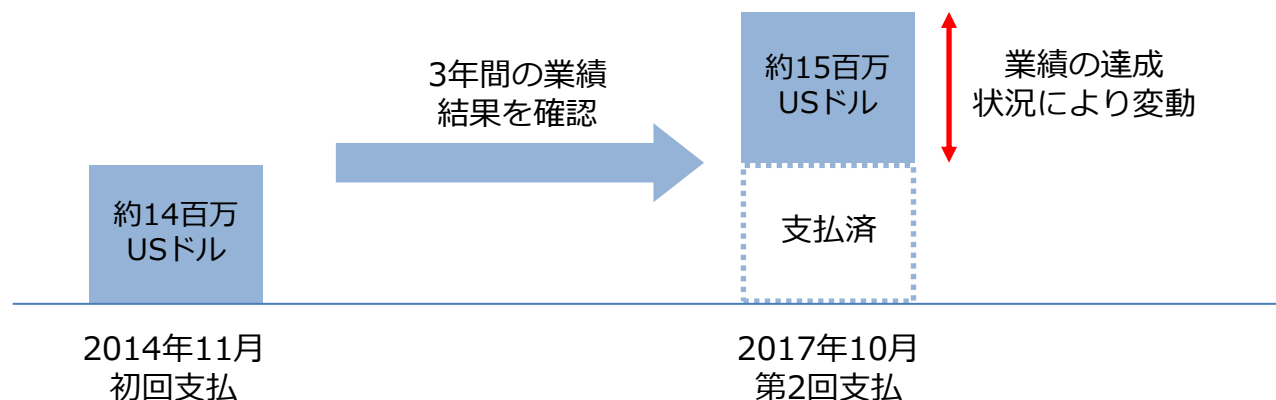 3年間の業績
結果を確認
約15百万
USドル
業績の達成
状況により変動
約14百万
USドル
支払済
2014年11月
初回支払
2017年10月
第2回支払